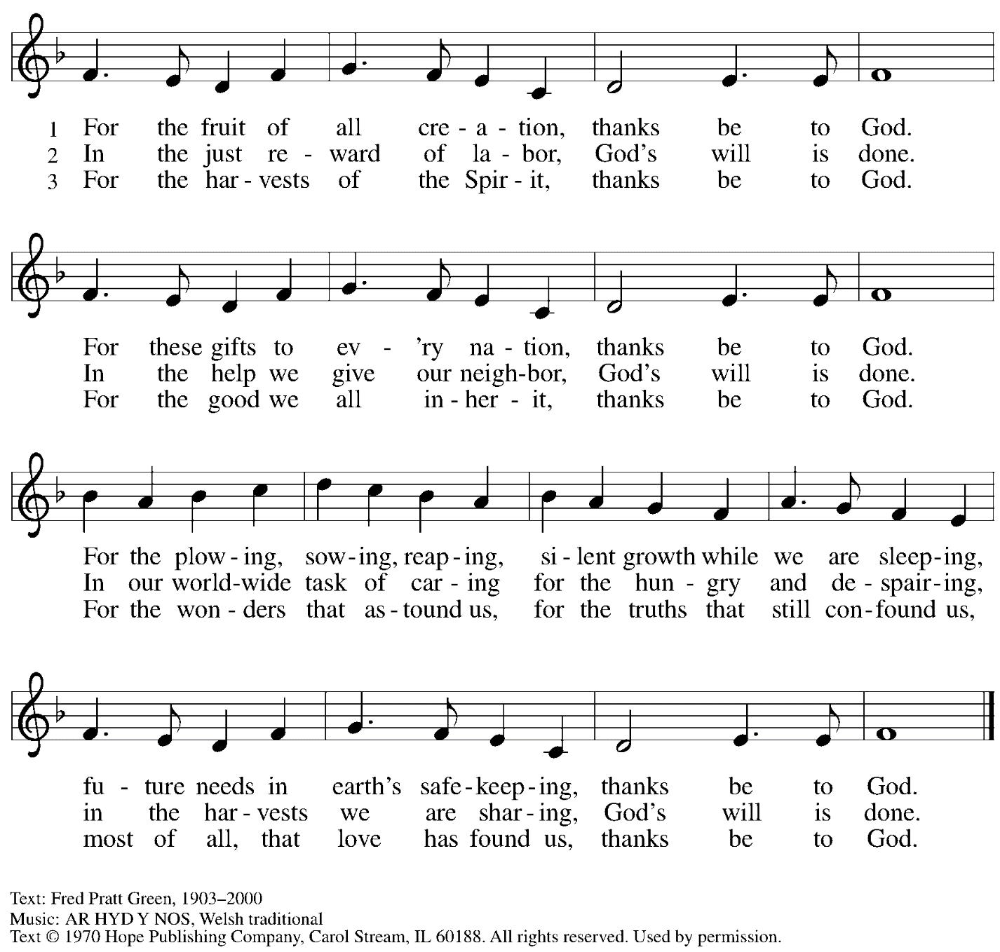 1 For the fruit of all cre - a - tion, thanks be to God.
2 In the just re - ward of la - bor, God's will is done.
3 For the har - vests of the Spir - it, thanks be to God.
For these gifts to ev - 'ry na - tion, thanks be to God.
In the help we give our neigh-bor, God's will is done.
For the good we all in - her - it, thanks be to God.
For the plow - ing, sow - ing, reap - ing, si - lent growth while we are sleep-ing,
In our world-wide task of car - ing for the hun - gry and de - spair-ing,
For the won - ders that as - tound us, for the truths that still con-found us,
fu - ture needs in earth's safe - keep - ing, thanks be to God.
in the har - vests we are shar - ing, God's will is done.
most of all, that love has found us, thanks be to God.
Text: Fred Pratt Green, 1903–2000
Music: AR HYD Y NOS, Welsh traditional
Text © 1970 Hope Publishing Company, Carol Stream, IL 60188. All rights reserved. Used by permission.